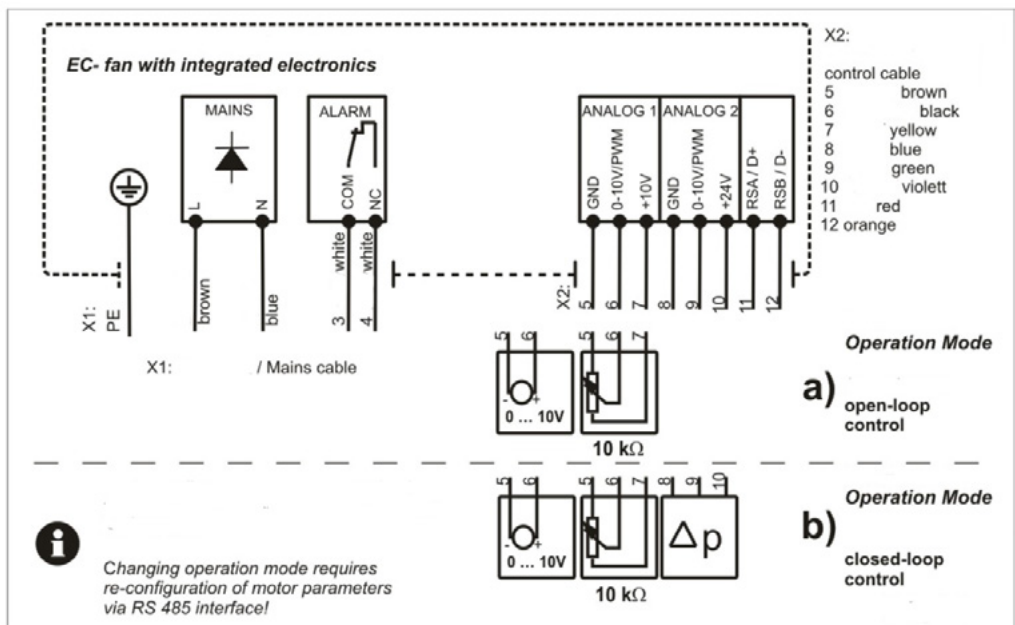 EC- fan with integrated electronics
MAINS
L
N
ALARM
COM
NC
ANALOG 1
GND
0-10V/PWM
+10V
ANALOG 2
GND
0-10V/PWM
+24V
RSA / D+
RSB / D-
X2:
control cable
5 brown
6 black
7 yellow
8 blue
9 green
10 violett
11 red
12 orange
X1:
PE
brown
blue
white
white
3
4
X2:
5
6
7
8
9
10
11
12
X1: / Mains cable
5
6
- +
0 ... 10V
5
6
7
10 kΩ
Operation Mode
a)
open-loop
control
5
6
- +
0 ... 10V
5
6
7
10 kΩ
8
9
10
Δp
Operation Mode
b)
closed-loop
control
i
Changing operation mode requires
re-configuration of motor parameters
via RS 485 interface!